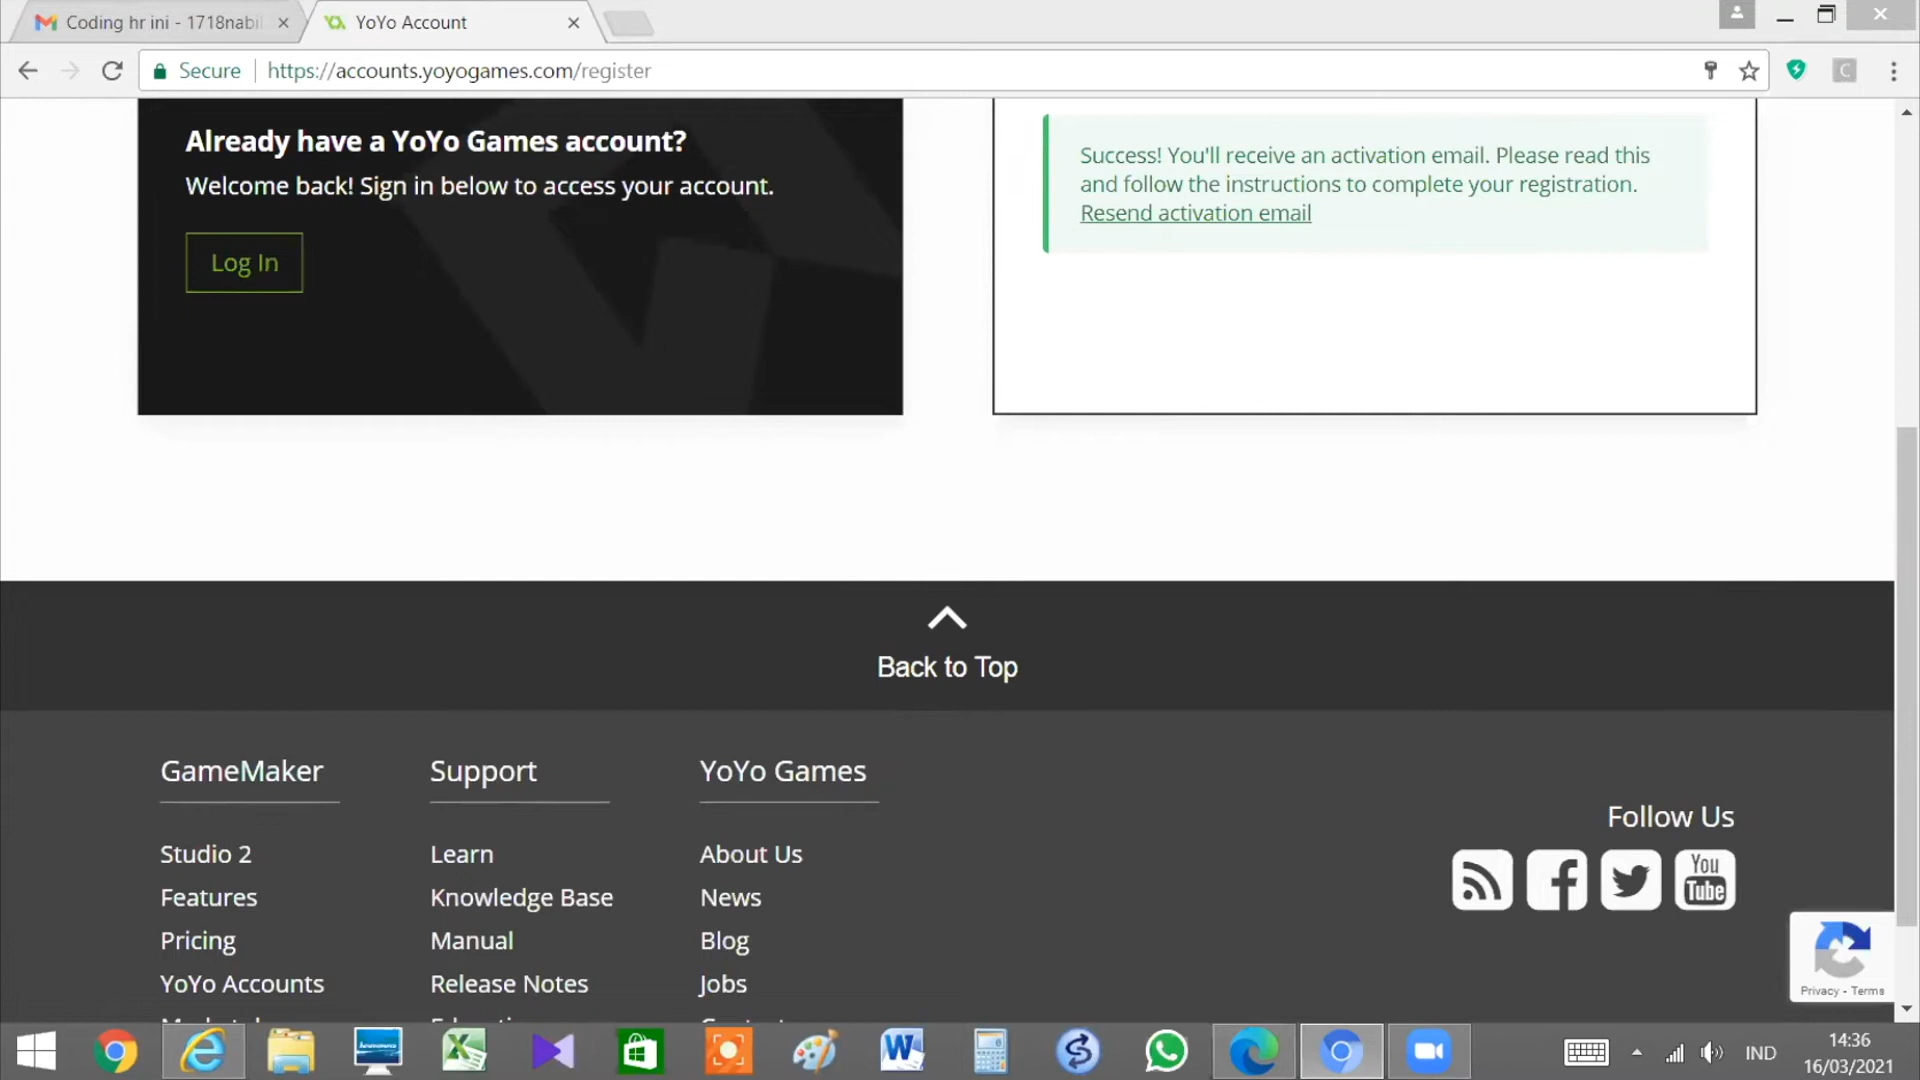 Coding hr ini - 1718nabil
YoYo Account
Secure
https://accounts.yoyogames.com/register
C
Already have a YoYo Games account?
Welcome back! Sign in below to access your account.
Log In
Success! You'll receive an activation email. Please read this
and follow the instructions to complete your registration.
Resend activation email
Back to Top
GameMaker
Studio 2
Features
Pricing
YoYo Accounts
Support
Learn
Knowledge Base
Manual
Release Notes
YoYo Games
About Us
News
Blog
Jobs
Follow Us
You
Tube
Privacy - Terms
IND
14:36
16/03/2021